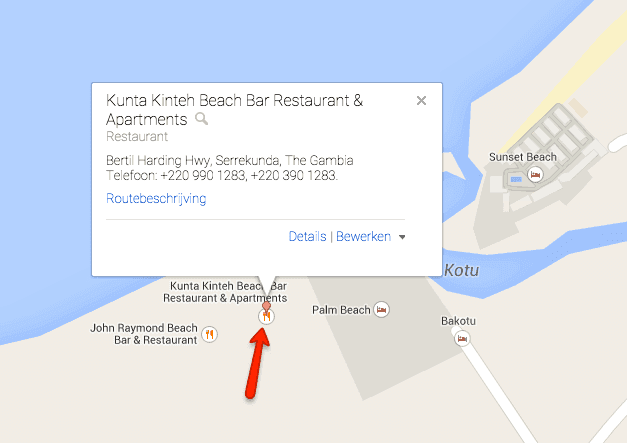 Kunta Kinteh Beach Bar Restaurant &
Apartments
Restaurant
Bertil Harding Hwy, Serrekunda, The Gambia
Telefoon: +220 990 1283, +220 390 1283.
Routebeschrijving
Details | Bewerken
Sunset Beach
Kotu
Kunta Kinteh Beach Bar
Restaurant & Apartments
Palm Beach
John Raymond Beach
Bar & Restaurant
Bakotu